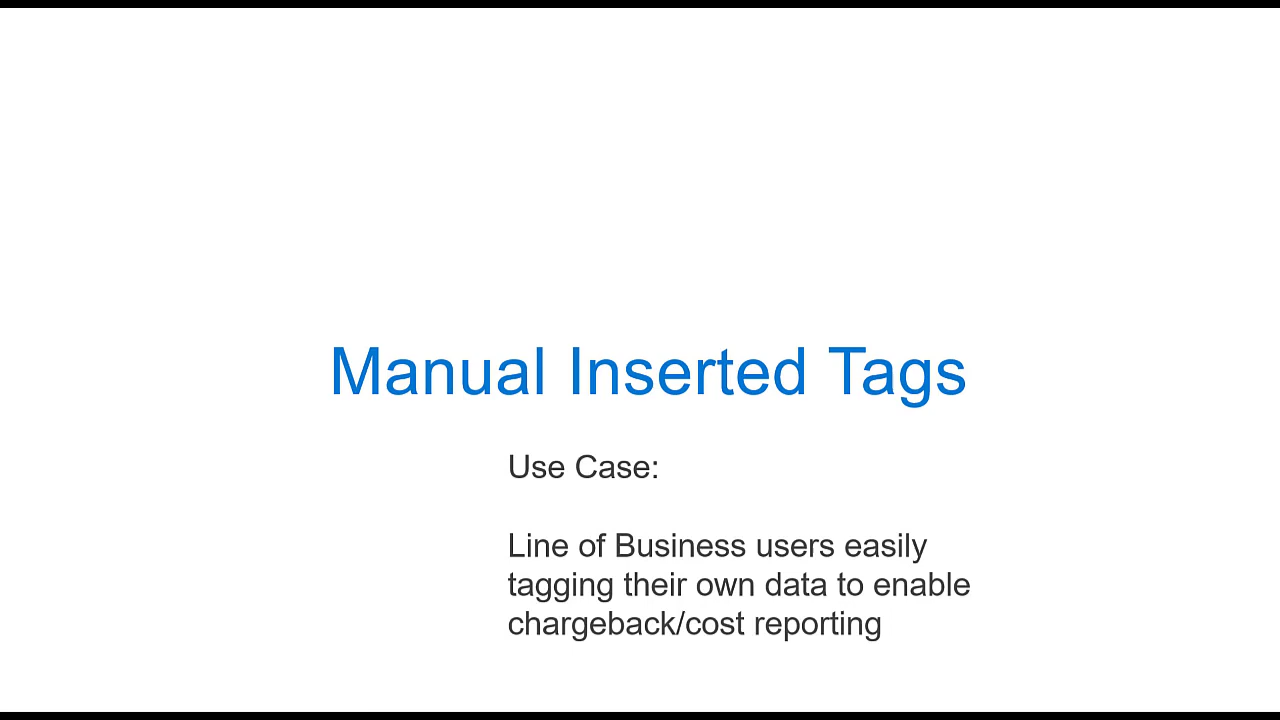 Manual Inserted Tags
Use Case:
Line of Business users easily
tagging their own data to enable
chargeback/cost reporting